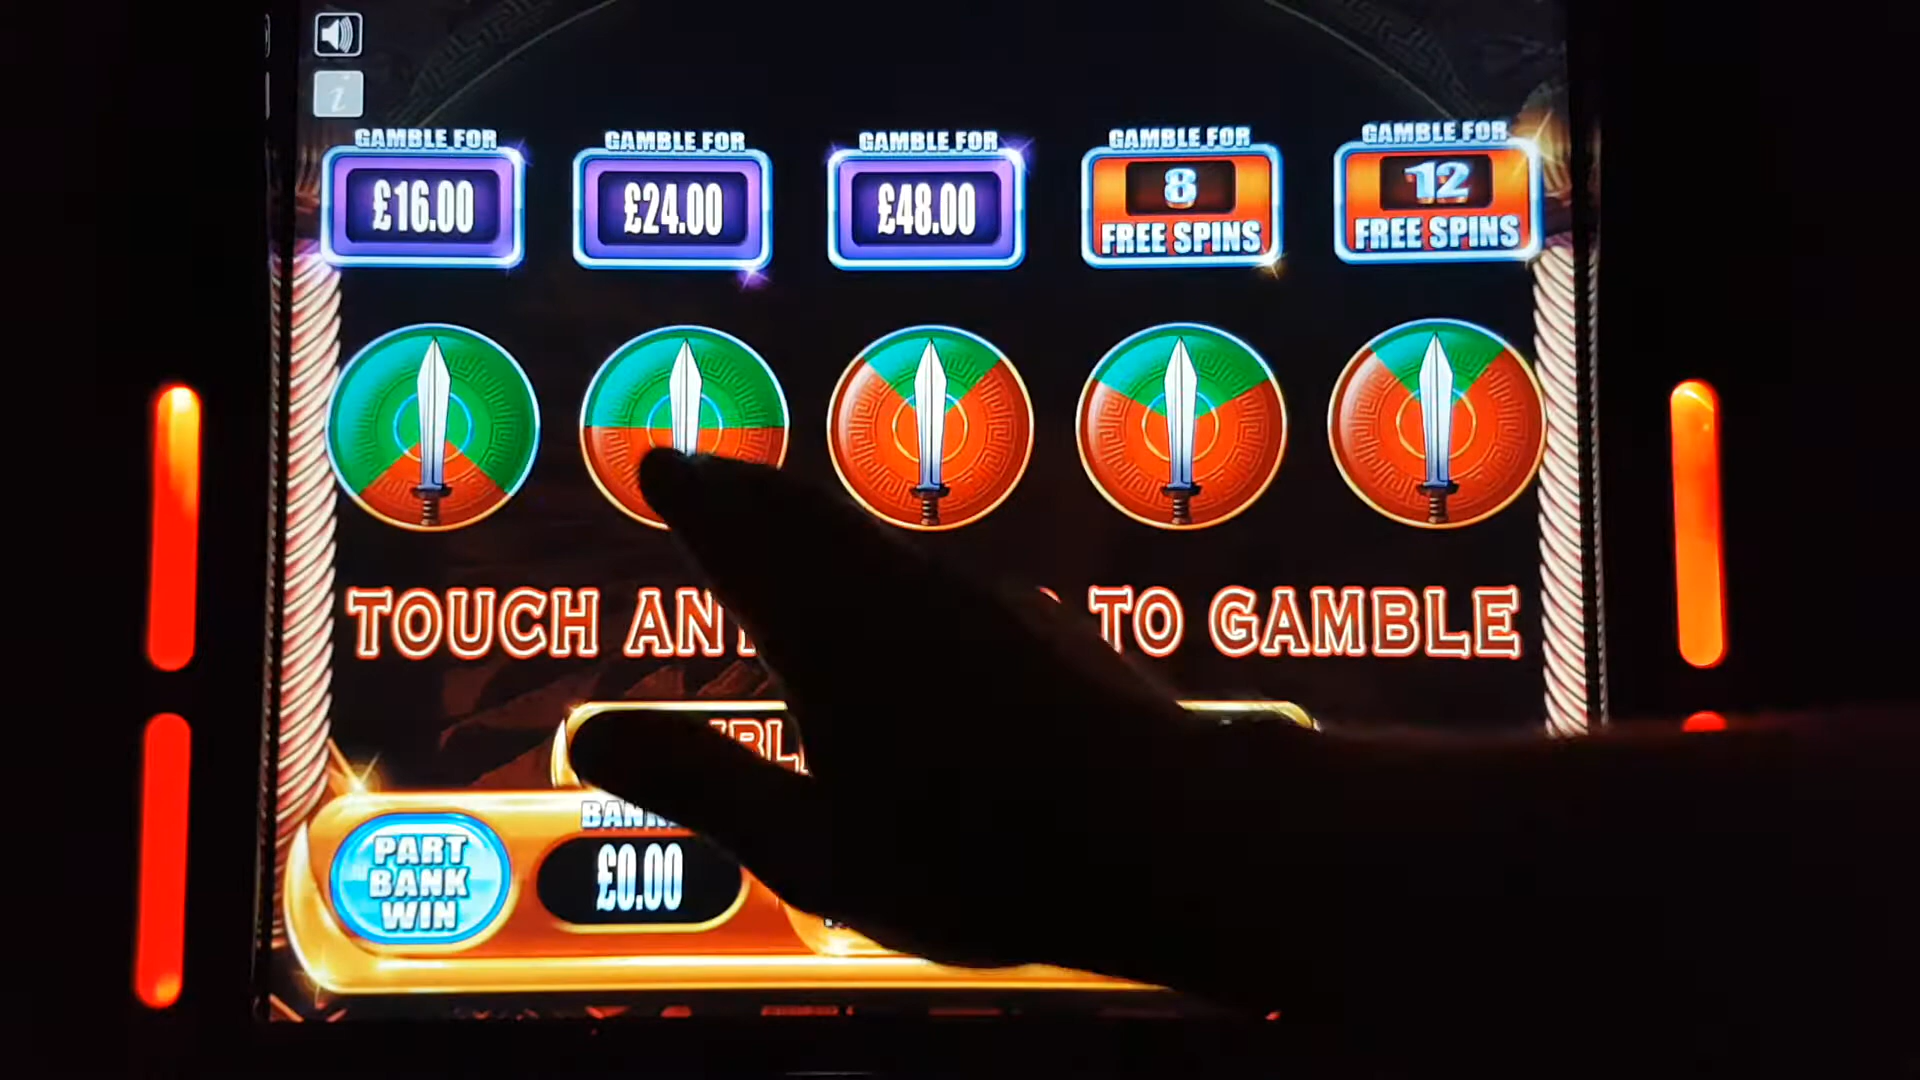 GAMBLE FOR
£16.00
GAMBLE FOR
£24.00
GAMBLE FOR
£48.00
GAMBLE FOR
8
FREE SPINS
GAMBLE FOR
12
FREE SPINS
TOUCH TO GAMBLE
PART
BANK
WIN
£0.00